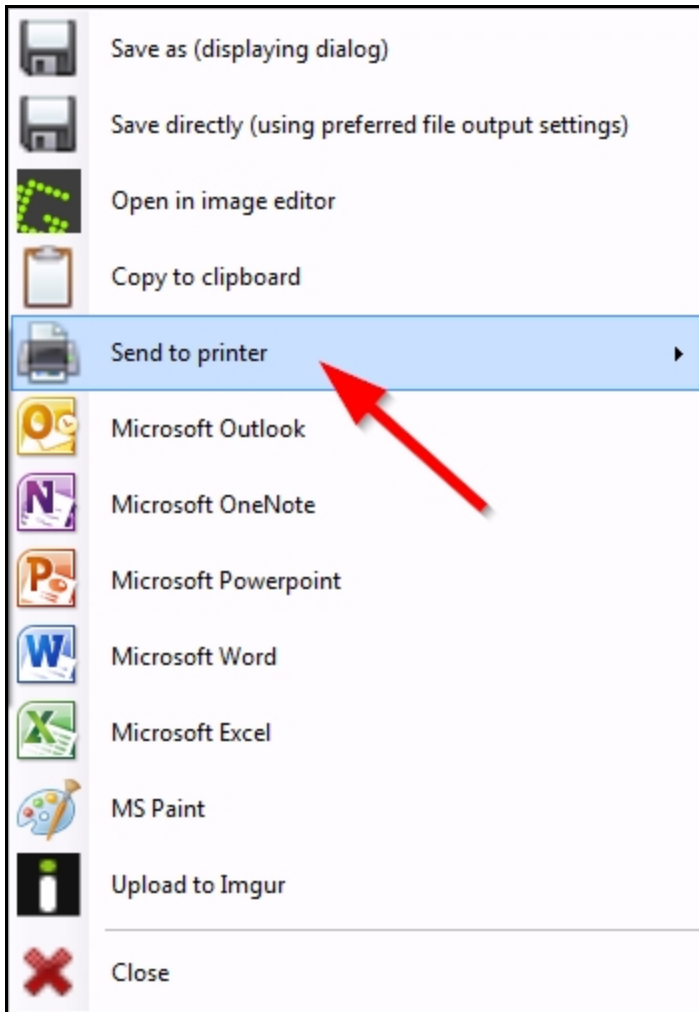 Save as (displaying dialog)
Save directly (using preferred file output settings)
Open in image editor
Copy to clipboard
Send to printer
Microsoft Outlook
Microsoft OneNote
Microsoft Powerpoint
Microsoft Word
Microsoft Excel
MS Paint
Upload to Imgur
Close